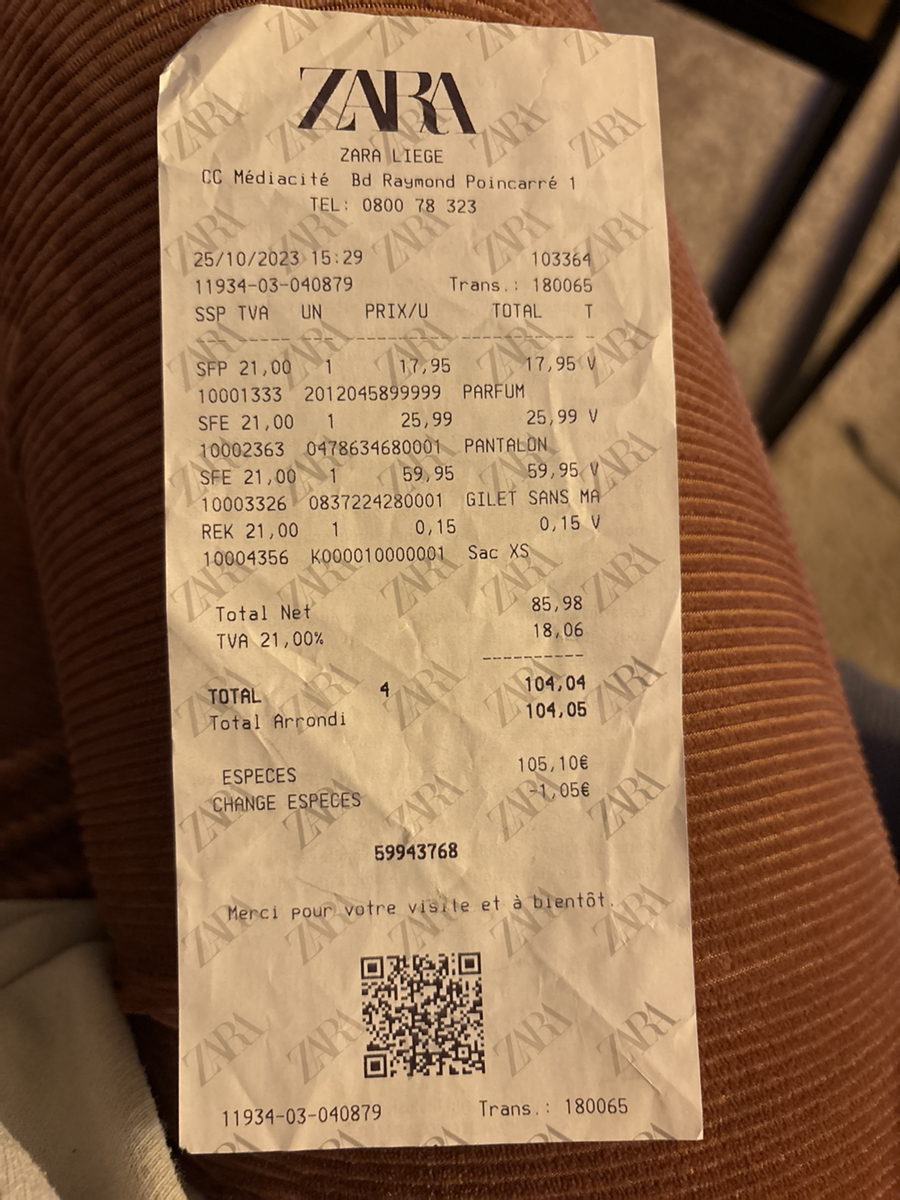 ZARA
ZARA LIEGE
CC Médiacité Bd Raymond Poincarré 1
TEL: 0800 78 323
25/10/2023 15:29 103364
11934-03-040879 Trans.: 180065
SSP TVA UN PRIX/U TOTAL T
SFP 21,00 1 17,95 17,95 V
10001333 2012045899999 PARFUM
SFE 21,00 1 25,99 25,99 V
10002363 0478634680001 PANTALON
SFE 21,00 1 59,95 59,95 V
10003326 0837224280001 GILET SANS MA
REK 21,00 1 0,15 0,15 V
10004356 K000010000001 Sac XS
Total Net 85,98
TVA 21,00% 18,06
TOTAL 4 104,04
Total Arrondi 104,05
ESPECES 105,10€
CHANGE ESPECES -1,05€
59943768
Merci pour votre visite et à bientôt.
11934-03-040879 Trans.: 180065